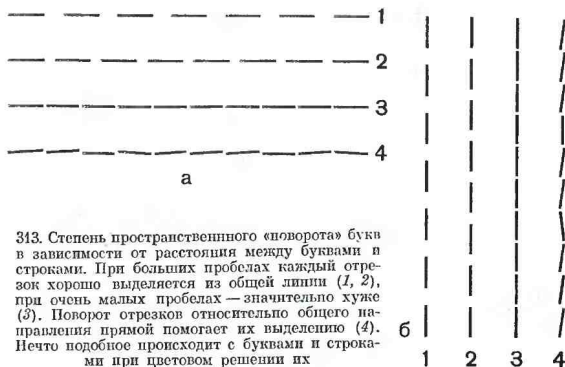 1
2
3
4
а
313. Степень пространственнного «поворота» букв
в зависимости от расстояния между буквами и
строками. При больших пробелах каждый отре-
зок хорошо выделяется из общей линии (1, 2),
при очень малых пробелах — значительно хуже
(3). Поворот отрезков относительно общего на-
правления прямой помогает их выделению (4).
Нечто подобное происходит с буквами и строка-
ми при цветовом решении их
б
1 2 3 4